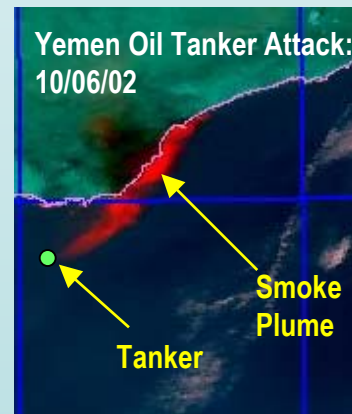 Yemen Oil Tanker Attack:
10/06/02
Smoke
Plume
Tanker